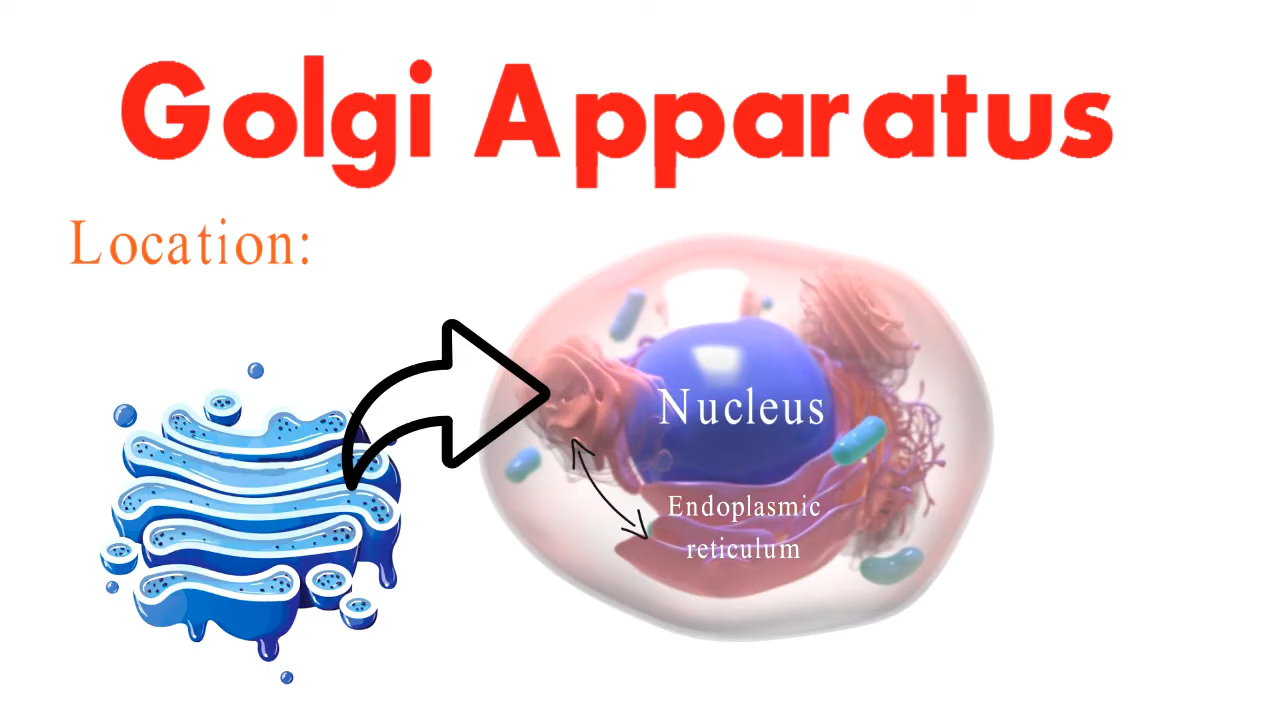 Golgi Apparatus
Location:
Nucleus
Endoplasmic
reticulum